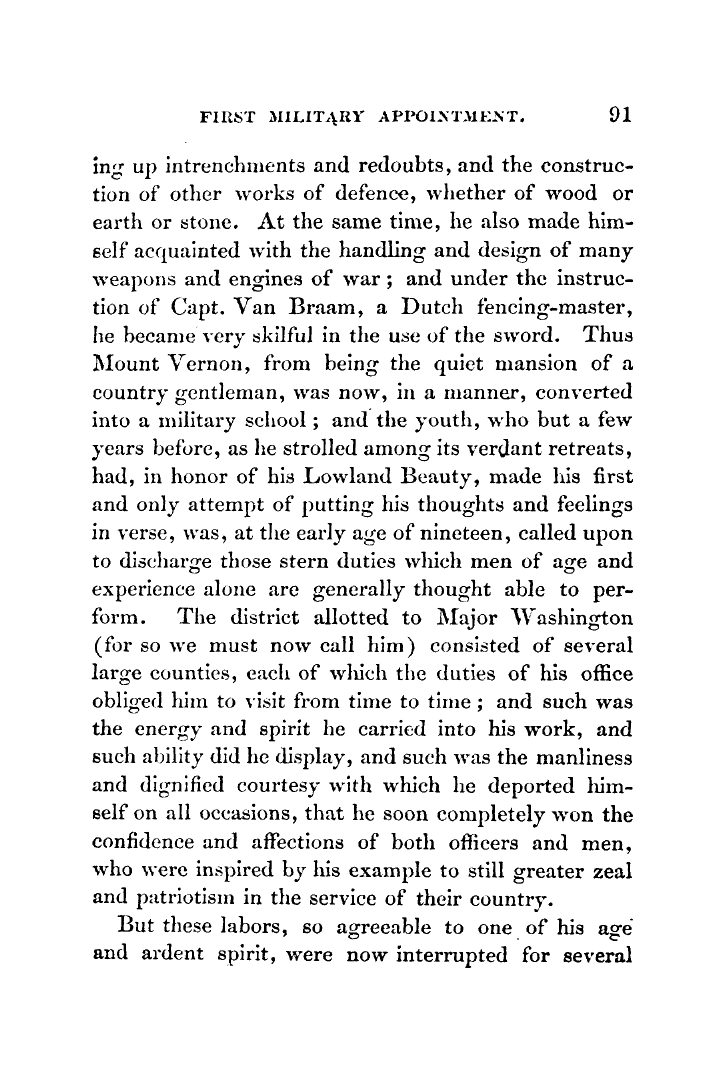 FIRST MILITARY APPOINTMENT. 91
ing up intrenchments and redoubts, and the construc-
tion of other works of defence, whether of wood or
earth or stone. At the same time, he also made him-
self acquainted with the handling and design of many
weapons and engines of war ; and under the instruc-
tion of Capt. Van Braam, a Dutch fencing-master,
he became very skilful in the use of the sword. Thus
Mount Vernon, from being the quiet mansion of a
country gentleman, was now, in a manner, converted
into a military school ; and the youth, who but a few
years before, as he strolled among its verdant retreats,
had, in honor of his Lowland Beauty, made his first
and only attempt of putting his thoughts and feelings
in verse, was, at the early age of nineteen, called upon
to discharge those stern duties which men of age and
experience alone are generally thought able to per-
form. The district allotted to Major Washington
(for so we must now call him) consisted of several
large counties, each of which the duties of his office
obliged him to visit from time to time ; and such was
the energy and spirit he carried into his work, and
such ability did he display, and such was the manliness
and dignified courtesy with which he deported him-
self on all occasions, that he soon completely won the
confidence and affections of both officers and men,
who were inspired by his example to still greater zeal
and patriotism in the service of their country.
But these labors, so agreeable to one of his age
and ardent spirit, were now interrupted for several